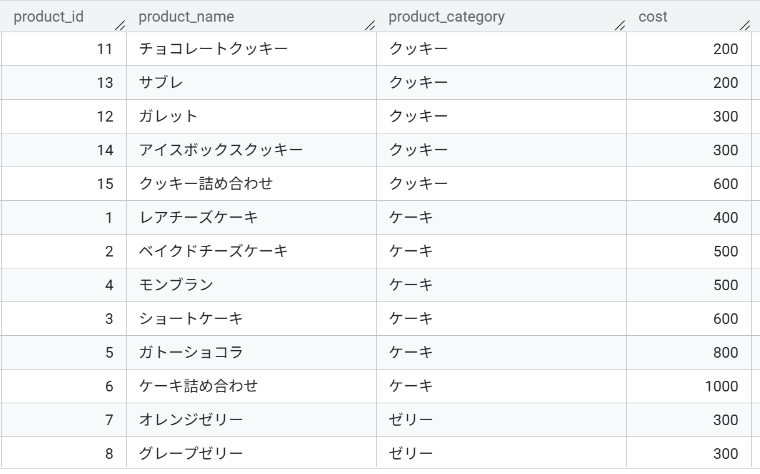 product_id product_name product_category cost
11 チョコレートクッキー クッキー 200
13 サブレ クッキー 200
12 ガレット クッキー 300
14 アイスボックスクッキー クッキー 300
15 クッキー詰め合わせ クッキー 600
1 レアチーズケーキ ケーキ 400
2 ベイクドチーズケーキ ケーキ 500
4 モンブラン ケーキ 500
3 ショートケーキ ケーキ 600
5 ガトーショコラ ケーキ 800
6 ケーキ詰め合わせ ケーキ 1000
7 オレンジゼリー ゼリー 300
8 グレープゼリー ゼリー 300